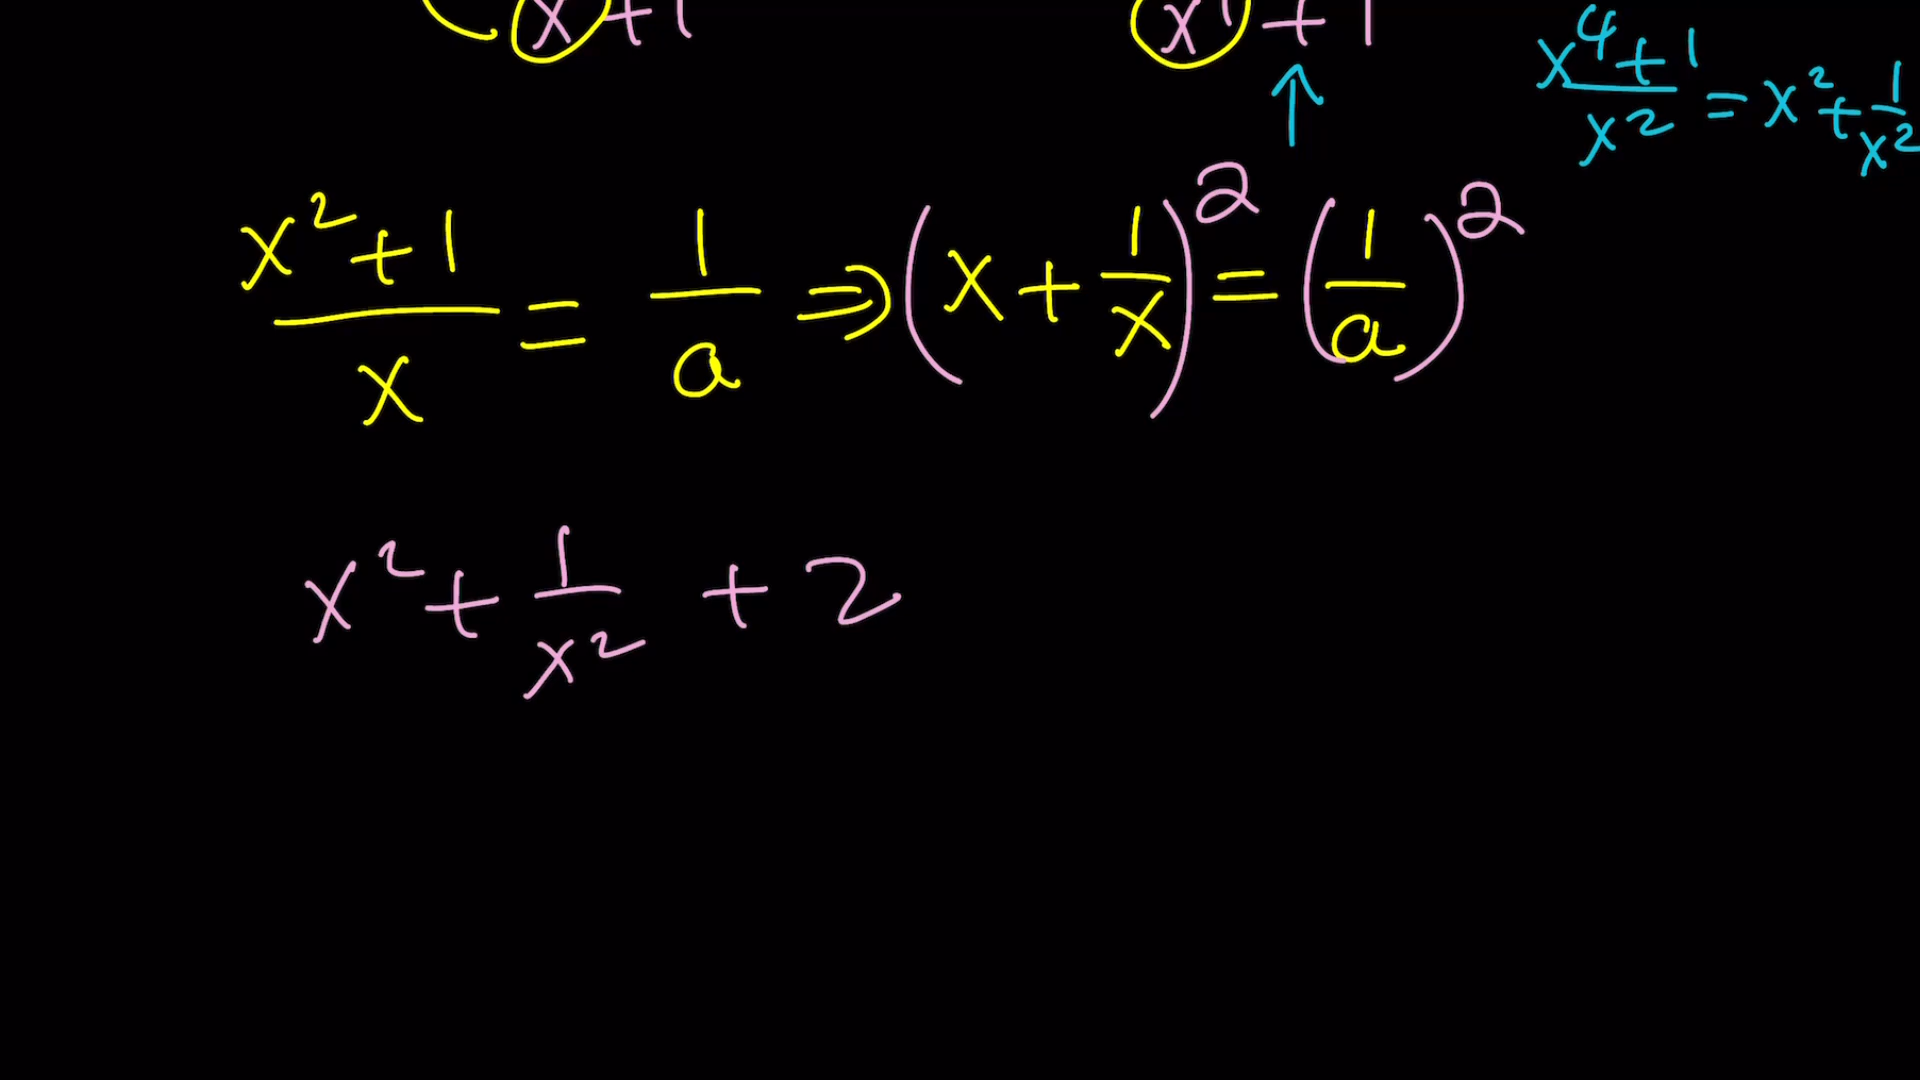 x + 1    x⁴ + 1
(x⁴ + 1)/x² = x² + 1/x²
(x² + 1)/x = 1/a ⇒ (x + 1/x)² = (1/a)²
x² + 1/x² + 2